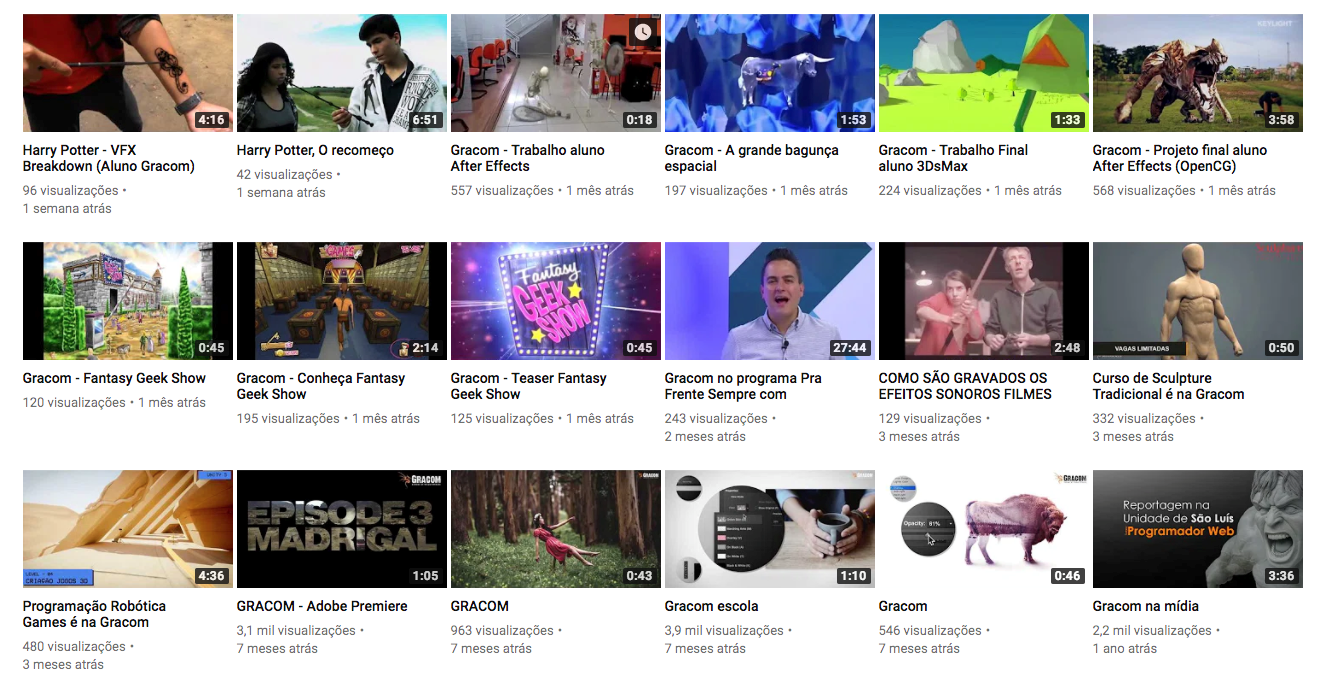 KEYLIGHT
4:16
6:51
0:18
1:53
1:33
3:58
Harry Potter - VFX
Breakdown (Aluno Gracom)
96 visualizações •
1 semana atrás
Harry Potter, O recomeço
42 visualizações •
1 semana atrás
Gracom - Trabalho aluno
After Effects
557 visualizações • 1 mês atrás
Gracom - A grande bagunça
espacial
197 visualizações • 1 mês atrás
Gracom - Trabalho Final
aluno 3DsMax
224 visualizações • 1 mês atrás
Gracom - Projeto final aluno
After Effects (OpenCG)
568 visualizações • 1 mês atrás
Fantasy
GEEK
SHOW
VAGAS LIMITADAS
0:45
2:14
0:45
27:44
2:48
0:50
Gracom - Fantasy Geek Show
120 visualizações • 1 mês atrás
Gracom - Conheça Fantasy
Geek Show
195 visualizações • 1 mês atrás
Gracom - Teaser Fantasy
Geek Show
125 visualizações • 1 mês atrás
Gracom no programa Pra
Frente Sempre com
243 visualizações •
2 meses atrás
COMO SÃO GRAVADOS OS
EFEITOS SONOROS FILMES
129 visualizações •
3 meses atrás
Curso de Sculpture
Tradicional é na Gracom
332 visualizações •
3 meses atrás
CRIAÇÃO JOGOS 3D
4:36
GRACOM
EPISODE 3
MADRIGAL
1:05
GRACOM
0:43
GRACOM
1:10
GRACOM
Opacity: 61%
0:46
Reportagem na
Unidade de São Luís
Programador Web
3:36
Programação Robótica
Games é na Gracom
480 visualizações •
3 meses atrás
GRACOM - Adobe Premiere
3,1 mil visualizações •
7 meses atrás
GRACOM
963 visualizações •
7 meses atrás
Gracom escola
3,9 mil visualizações •
7 meses atrás
Gracom
546 visualizações •
7 meses atrás
Gracom na mídia
2,2 mil visualizações •
1 ano atrás